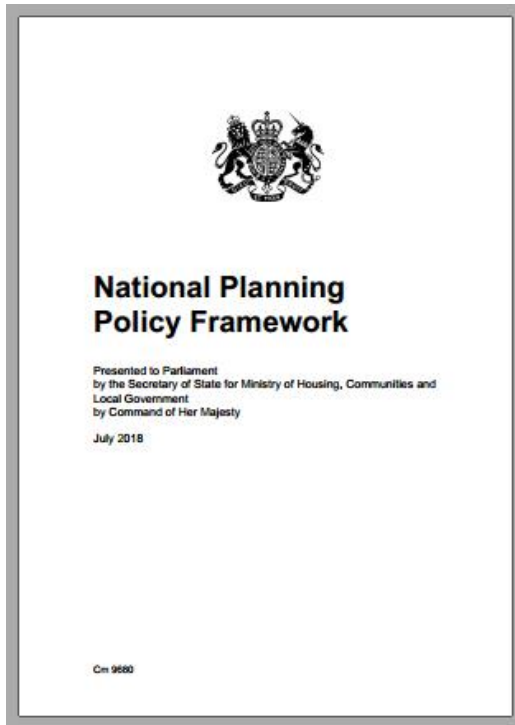 National Planning
Policy Framework
Presented to Parliament
by the Secretary of State for Ministry of Housing, Communities and
Local Government
by Command of Her Majesty
July 2018
Cm 9680